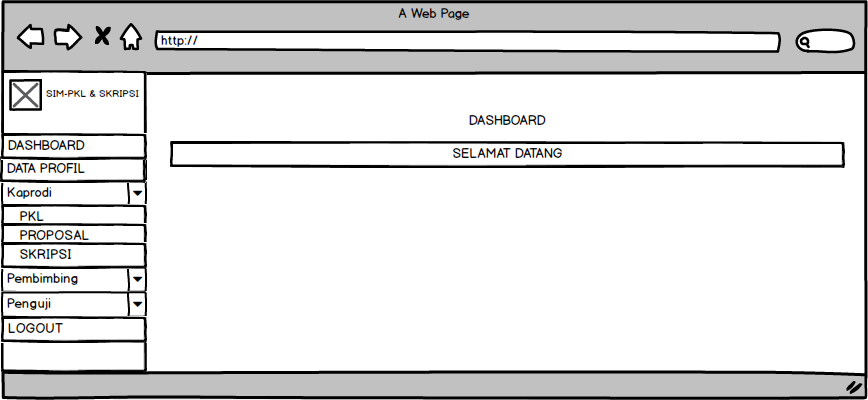 A Web Page
http://
SIM-PKL & SKRIPSI
DASHBOARD
DATA PROFIL
Kaprodi
PKL
PROPOSAL
SKRIPSI
Pembimbing
Penguji
LOGOUT
DASHBOARD
SELAMAT DATANG